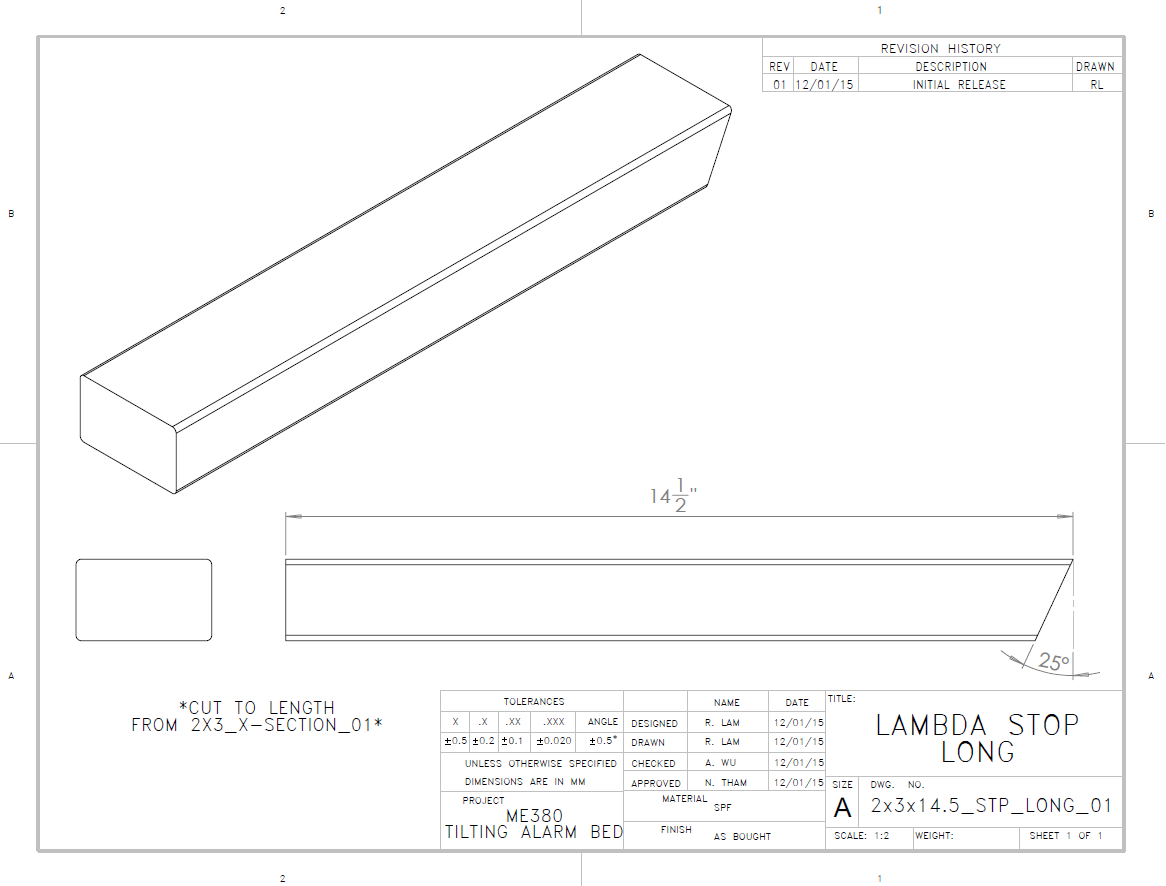 2 1
REVISION HISTORY
REV DATE DESCRIPTION DRAWN
01 12/01/15 INITIAL RELEASE RL
B B
14 1/2"
25°
A A
*CUT TO LENGTH
FROM 2X3_X-SECTION_01*
TOLERANCES
X .X .XX .XXX ANGLE
±0.5 ±0.2 ±0.1 ±0.020 ±0.5°
UNLESS OTHERWISE SPECIFIED
DIMENSIONS ARE IN MM
PROJECT
ME380
TILTING ALARM BED
NAME DATE
DESIGNED R. LAM 12/01/15
DRAWN R. LAM 12/01/15
CHECKED A. WU 12/01/15
APPROVED N. THAM 12/01/15
MATERIAL
SPF
FINISH
AS BOUGHT
TITLE:
LAMBDA STOP
LONG
SIZE DWG. NO.
A 2x3x14.5_STP_LONG_01
SCALE: 1:2 WEIGHT: SHEET 1 OF 1
2 1